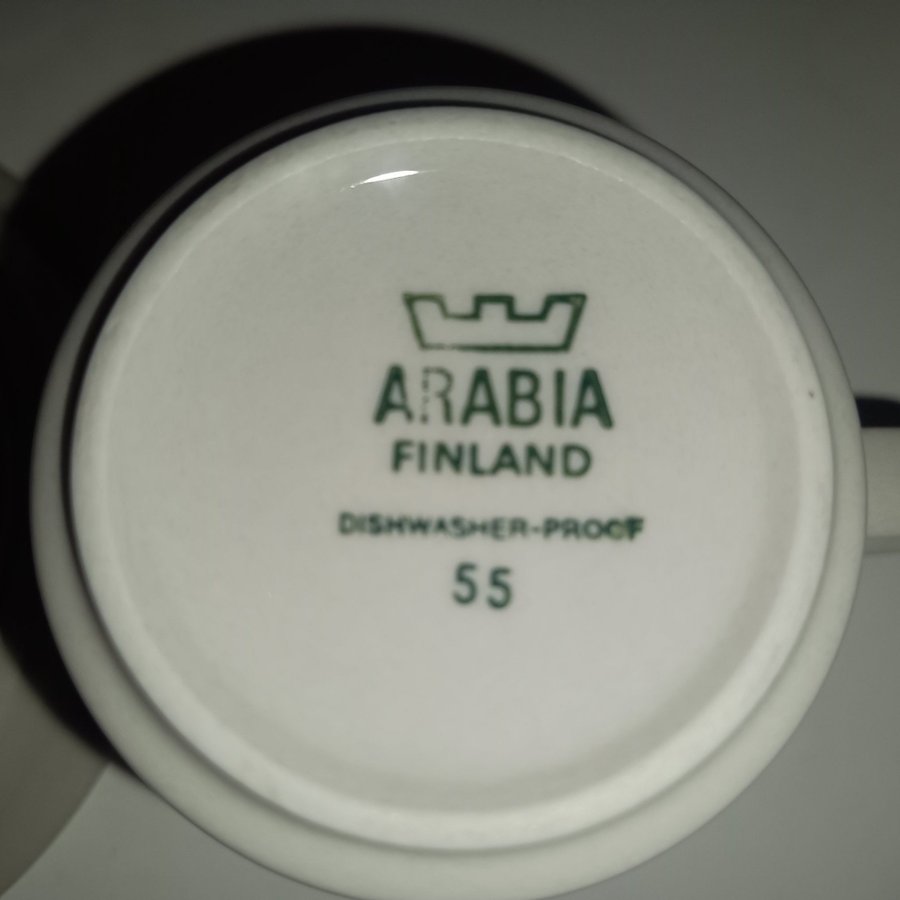 ARABIA
FINLAND
DISHWASHER-PROOF
55